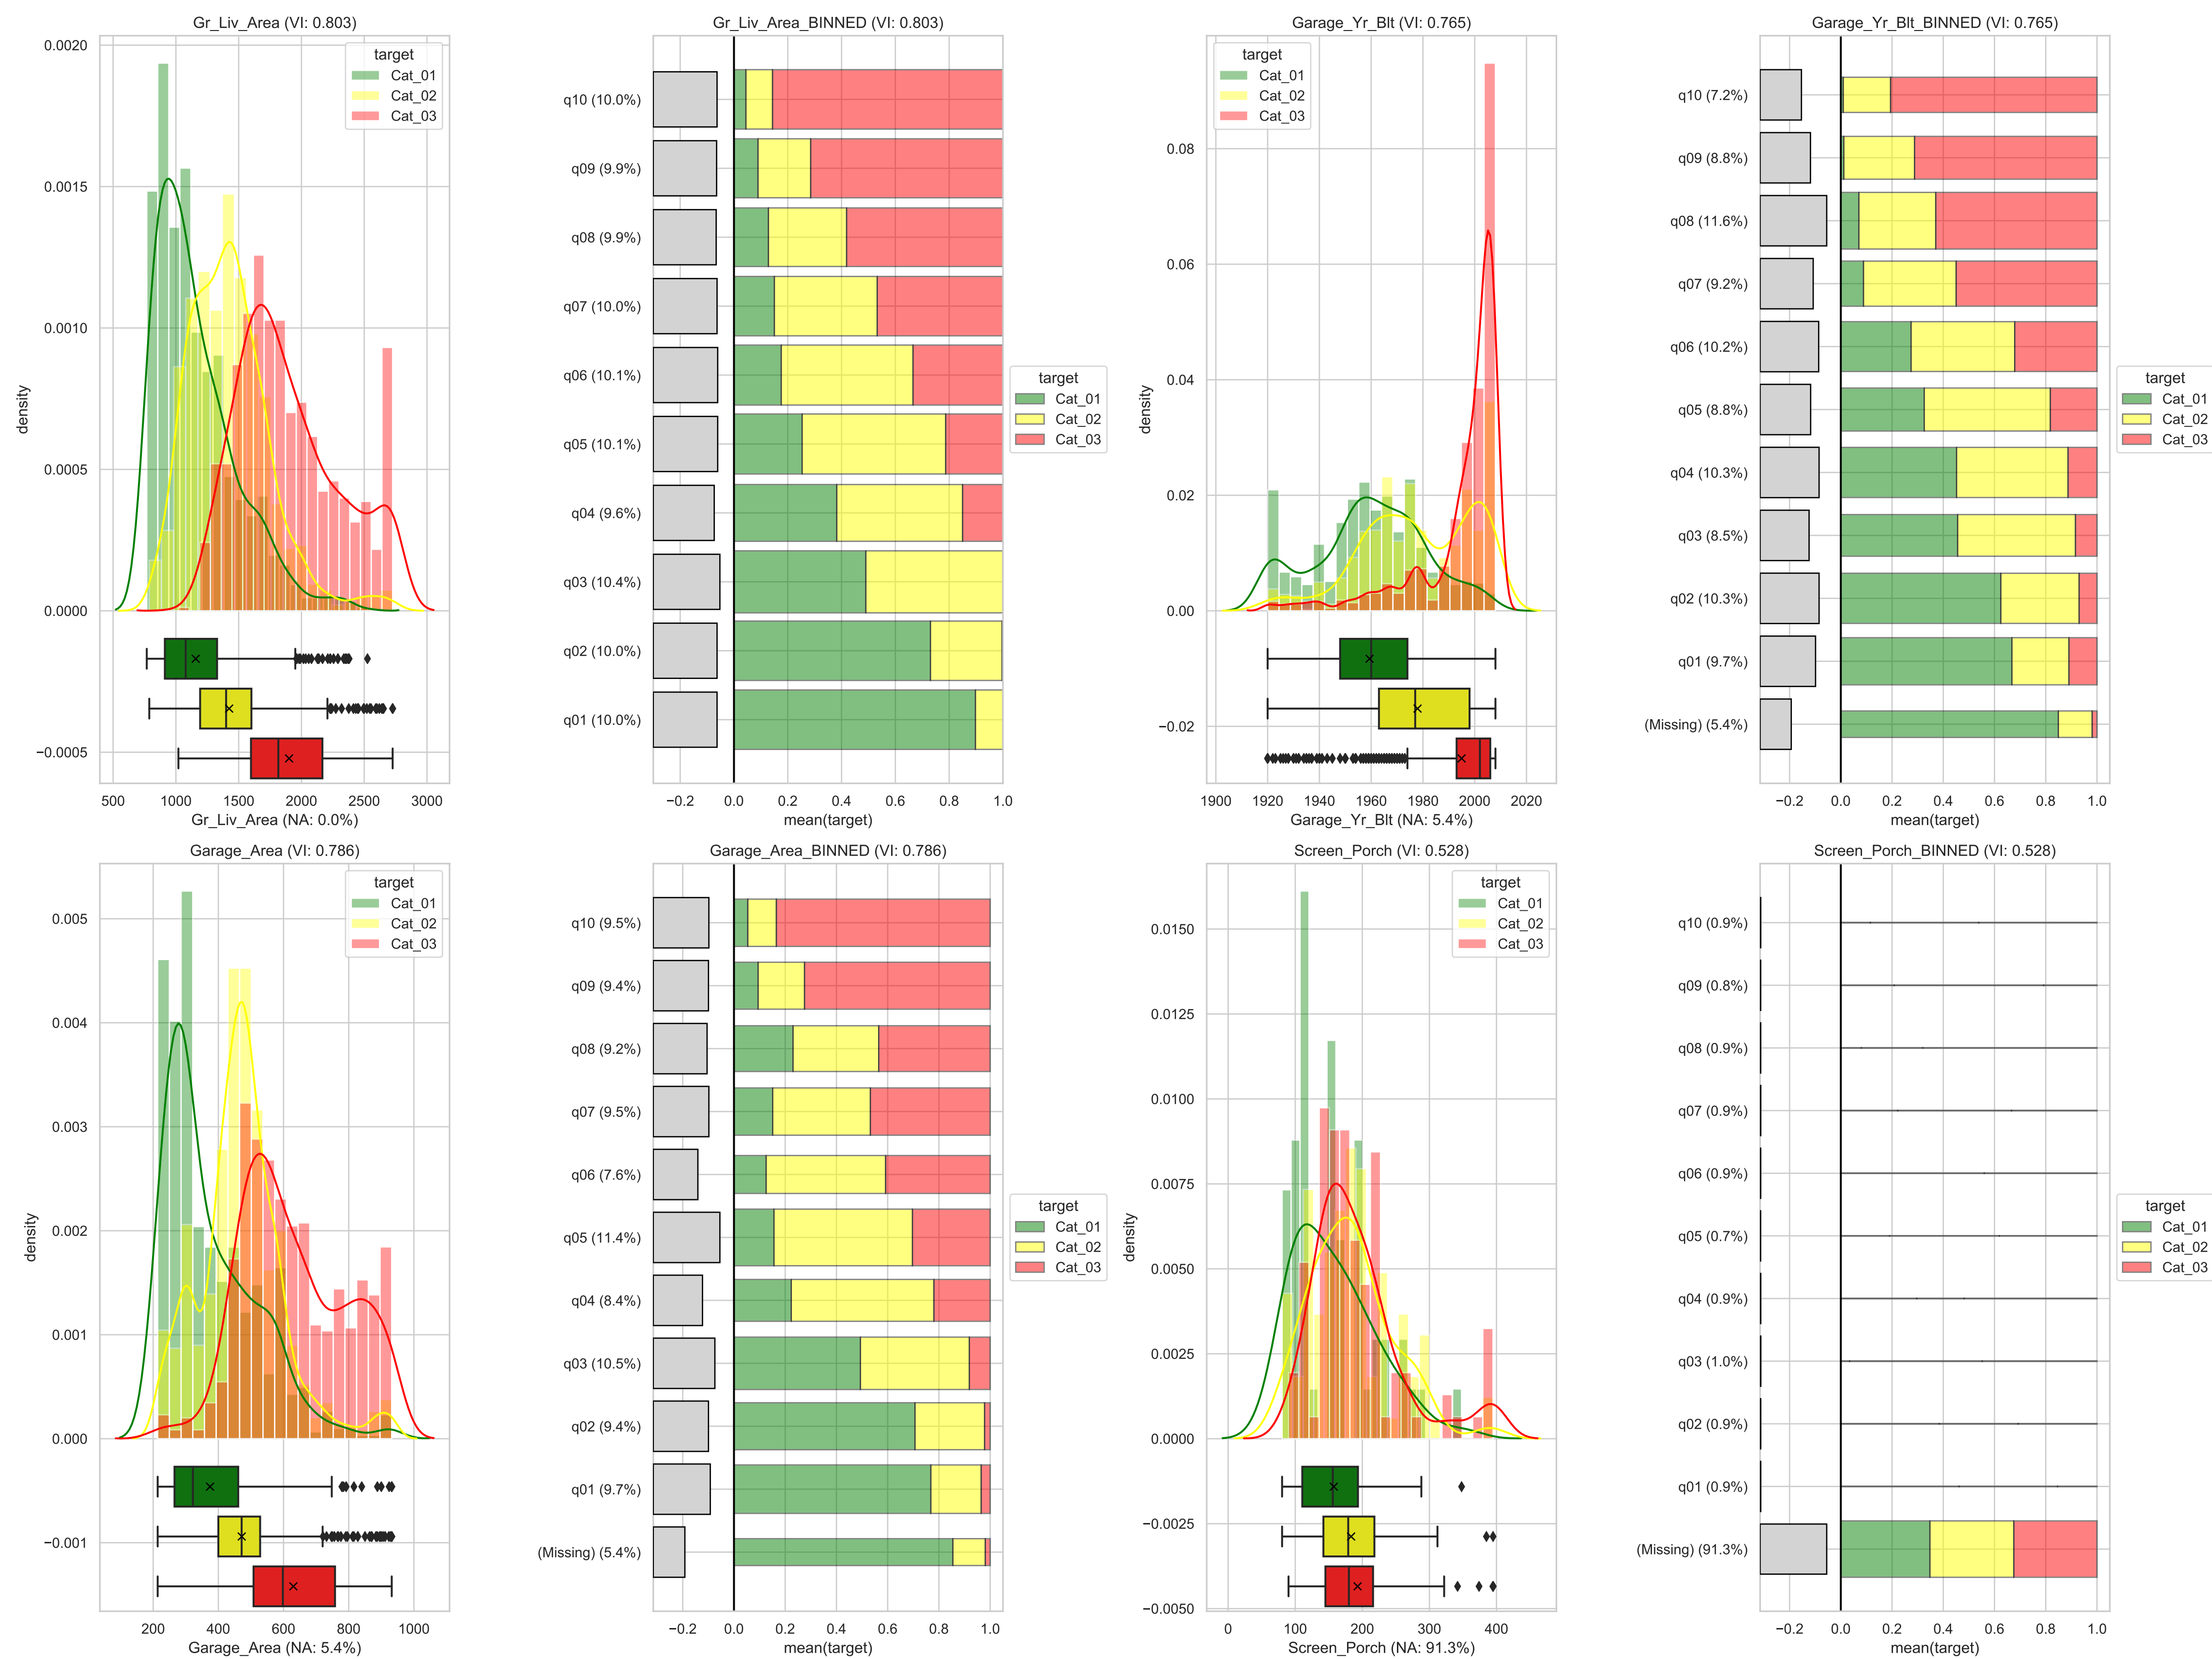 Gr_Liv_Area (VI: 0.803)
target
Cat_01
Cat_02
Cat_03
density
0.0020
0.0015
0.0010
0.0005
0.0000
−0.0005
500 1000 1500 2000 2500 3000
Gr_Liv_Area (NA: 0.0%)
Gr_Liv_Area_BINNED (VI: 0.803)
q10 (10.0%)
q09 (9.9%)
q08 (9.9%)
q07 (10.0%)
q06 (10.1%)
q05 (10.1%)
q04 (9.6%)
q03 (10.4%)
q02 (10.0%)
q01 (10.0%)
target
Cat_01
Cat_02
Cat_03
−0.2 0.0 0.2 0.4 0.6 0.8 1.0
mean(target)
Garage_Yr_Blt (VI: 0.765)
target
Cat_01
Cat_02
Cat_03
density
0.08
0.06
0.04
0.02
0.00
−0.02
1900 1920 1940 1960 1980 2000 2020
Garage_Yr_Blt (NA: 5.4%)
Garage_Yr_Blt_BINNED (VI: 0.765)
q10 (7.2%)
q09 (8.8%)
q08 (11.6%)
q07 (9.2%)
q06 (10.2%)
q05 (8.8%)
q04 (10.3%)
q03 (8.5%)
q02 (10.3%)
q01 (9.7%)
(Missing) (5.4%)
target
Cat_01
Cat_02
Cat_03
−0.2 0.0 0.2 0.4 0.6 0.8 1.0
mean(target)
Garage_Area (VI: 0.786)
target
Cat_01
Cat_02
Cat_03
density
0.005
0.004
0.003
0.002
0.001
0.000
−0.001
200 400 600 800 1000
Garage_Area (NA: 5.4%)
Garage_Area_BINNED (VI: 0.786)
q10 (9.5%)
q09 (9.4%)
q08 (9.2%)
q07 (9.5%)
q06 (7.6%)
q05 (11.4%)
q04 (8.4%)
q03 (10.5%)
q02 (9.4%)
q01 (9.7%)
(Missing) (5.4%)
target
Cat_01
Cat_02
Cat_03
−0.2 0.0 0.2 0.4 0.6 0.8 1.0
mean(target)
Screen_Porch (VI: 0.528)
target
Cat_01
Cat_02
Cat_03
density
0.0150
0.0125
0.0100
0.0075
0.0050
0.0025
0.0000
−0.0025
−0.0050
0 100 200 300 400
Screen_Porch (NA: 91.3%)
Screen_Porch_BINNED (VI: 0.528)
q10 (0.9%)
q09 (0.8%)
q08 (0.9%)
q07 (0.9%)
q06 (0.9%)
q05 (0.7%)
q04 (0.9%)
q03 (1.0%)
q02 (0.9%)
q01 (0.9%)
(Missing) (91.3%)
target
Cat_01
Cat_02
Cat_03
−0.2 0.0 0.2 0.4 0.6 0.8 1.0
mean(target)